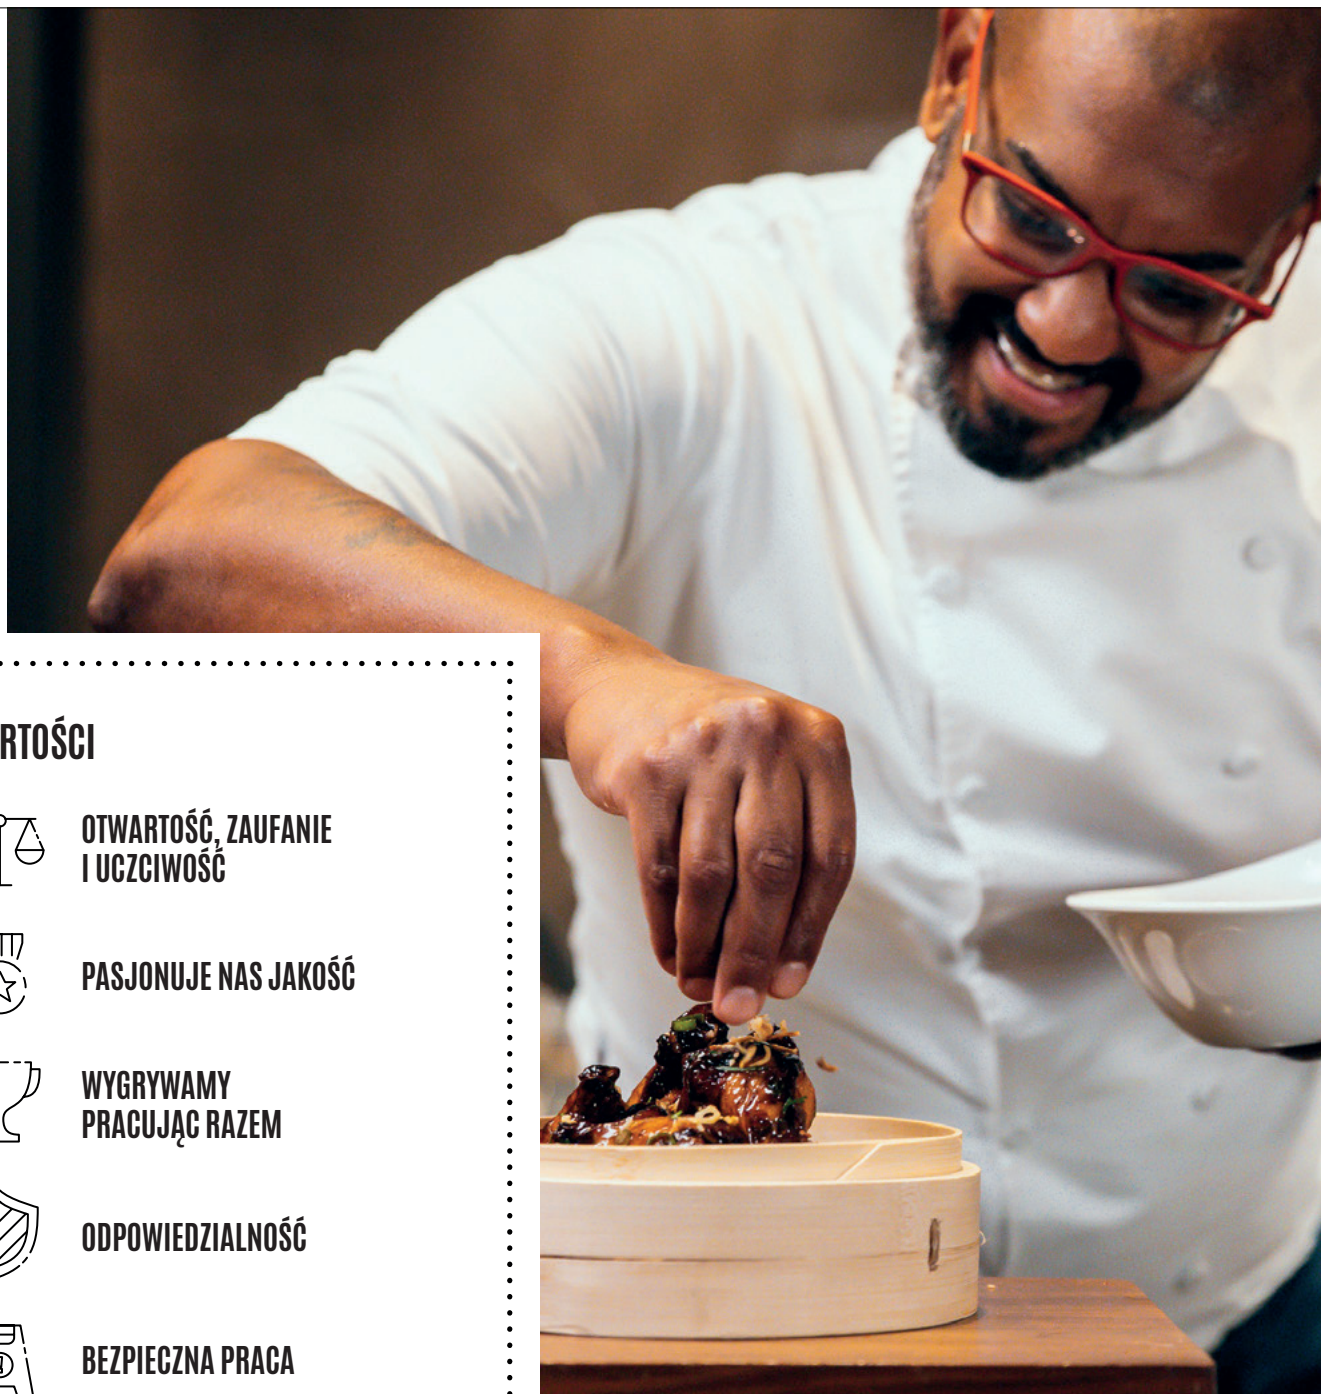 RTOŚCI
OTWARTOŚĆ, ZAUFANIE
I UCZCIWOŚĆ
PASJONUJE NAS JAKOŚĆ
WYGRYWAMY
PRACUJĄC RAZEM
ODPOWIEDZIALNOŚĆ
BEZPIECZNA PRACA